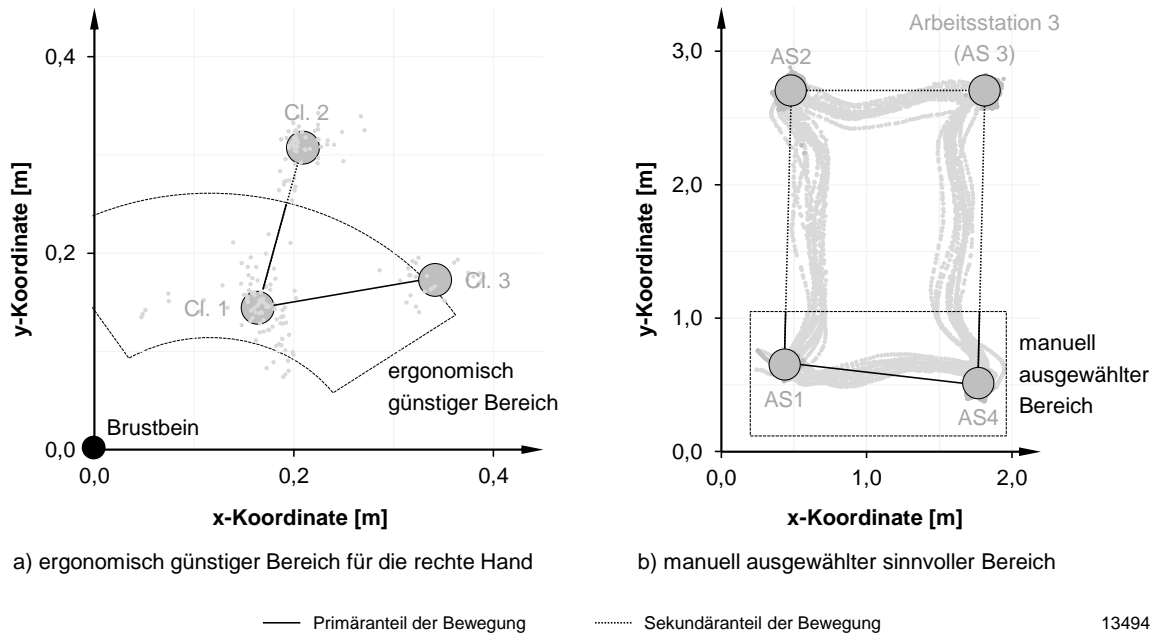 0,4
0,2
0,0
0,0
0,2
0,4
y-Koordinate [m]
x-Koordinate [m]
Cl. 2
Cl. 1
Cl. 3
ergonomisch
günstiger Bereich
Brustbein
a) ergonomisch günstiger Bereich für die rechte Hand
Arbeitsstation 3
(AS 3)
AS2
3,0
2,0
1,0
0,0
0,0
1,0
2,0
y-Koordinate [m]
x-Koordinate [m]
AS1
AS4
manuell
ausgewählter
Bereich
b) manuell ausgewählter sinnvoller Bereich
Primäranteil der Bewegung
Sekundäranteil der Bewegung
13494